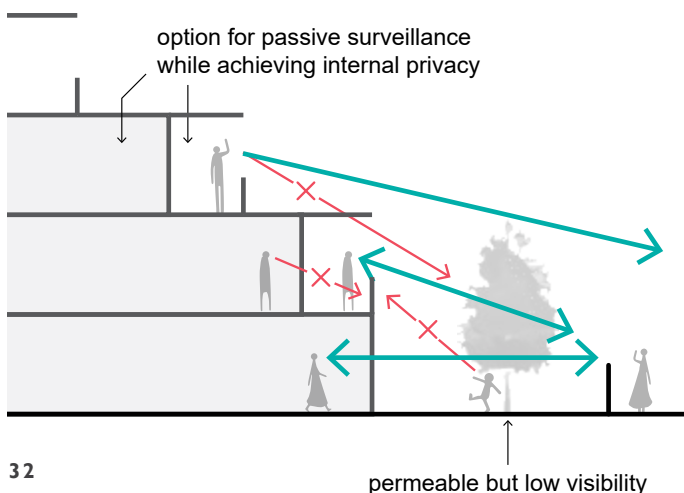 option for passive surveillance
while achieving internal privacy
32
permeable but low visibility